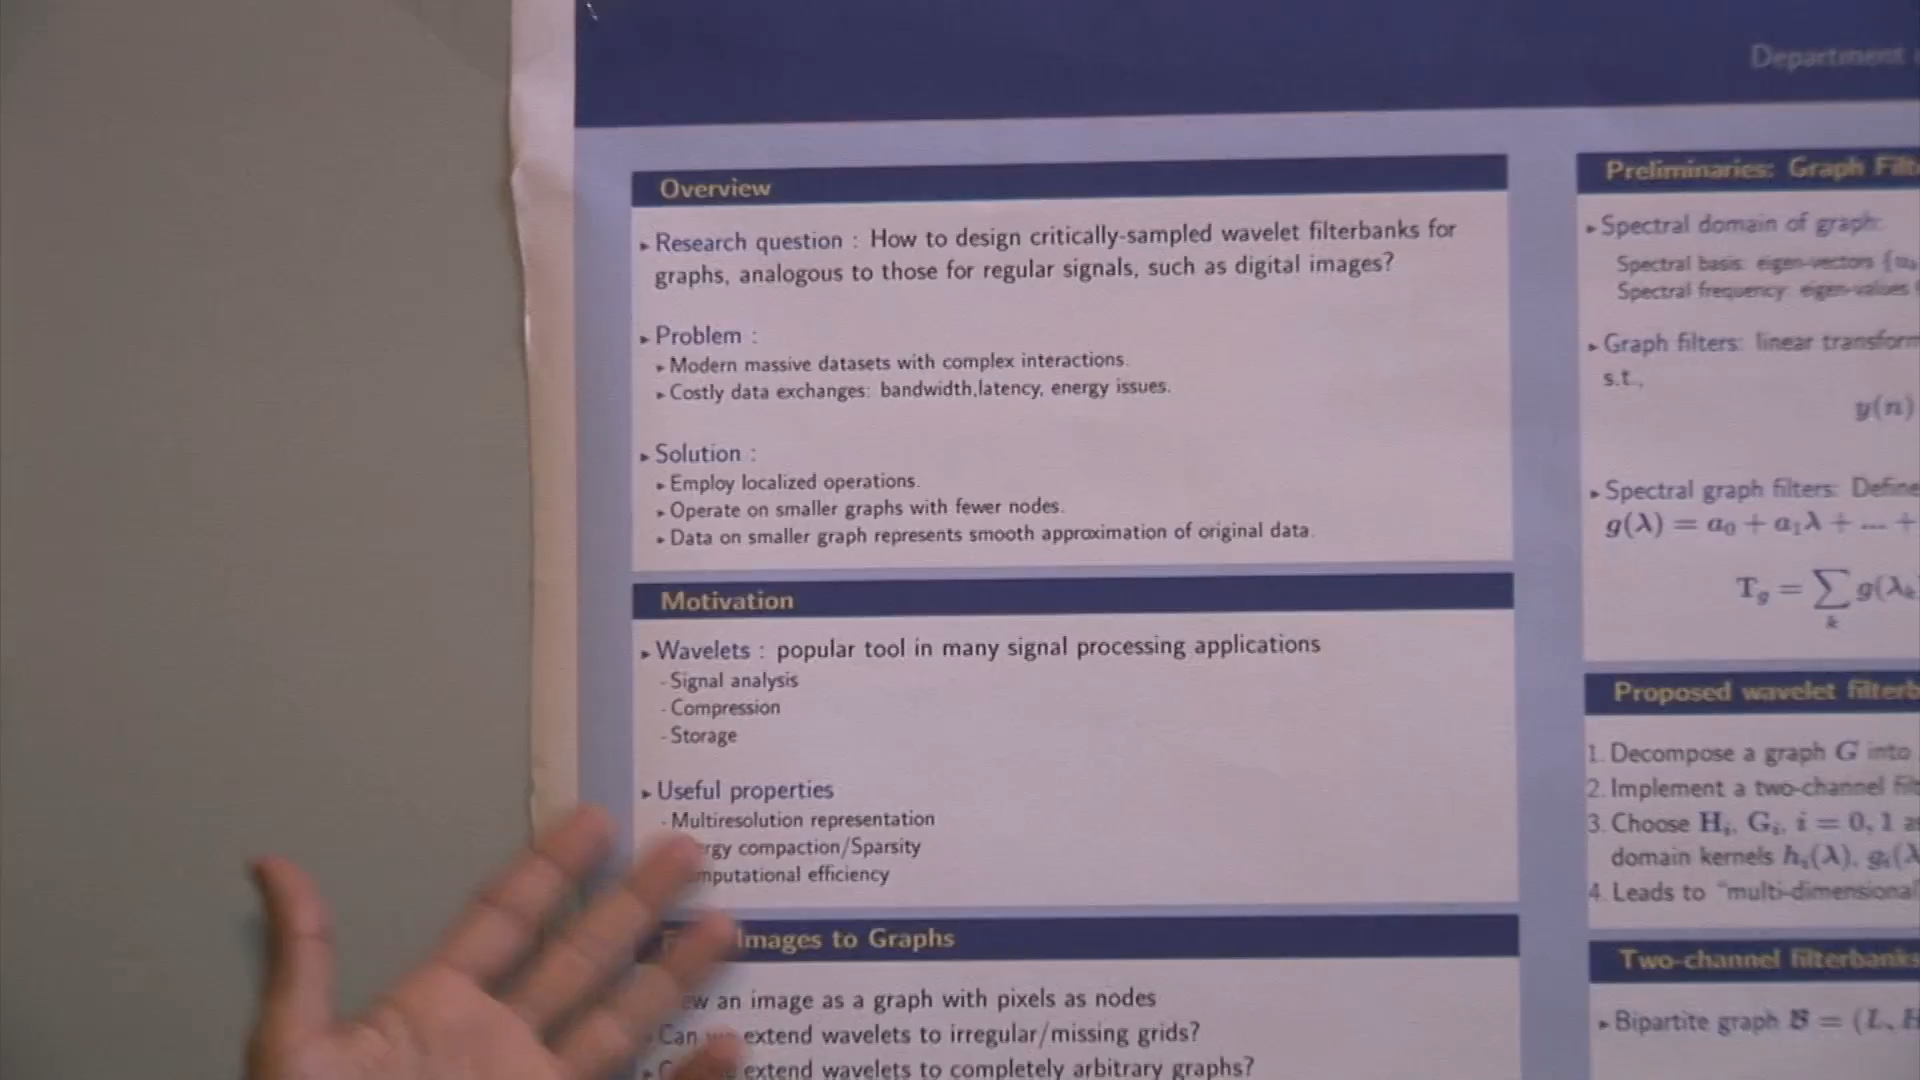 Department
Overview
▸ Research question : How to design critically-sampled wavelet filterbanks for
graphs, analogous to those for regular signals, such as digital images?
▸ Problem :
▸ Modern massive datasets with complex interactions.
▸ Costly data exchanges: bandwidth,latency, energy issues.
▸ Solution :
▸ Employ localized operations.
▸ Operate on smaller graphs with fewer nodes.
▸ Data on smaller graph represents smooth approximation of original data.
Motivation
▸ Wavelets : popular tool in many signal processing applications
- Signal analysis
- Compression
- Storage
▸ Useful properties
- Multiresolution representation
compaction/Sparsity
efficiency
Images to Graphs
an image as a graph with pixels as nodes
Can extend wavelets to irregular/missing grids?
extend wavelets to completely arbitrary graphs?
Preliminaries: Graph
▸ Spectral domain of graph:
Spectral basis: eigen-vectors
Spectral frequency: eigen-values
▸ Graph filters: linear
s.t.,
y(n)
▸ Spectral graph filters: Define
g(λ) = a₀ + a₁λ + ... +
T_g = ∑_k g(λ_k
Proposed wavelet
1. Decompose a graph G into
2. Implement a two-channel
3. Choose H_i, G_i, i = 0, 1
domain kernels h_i(λ), g_i(λ
4. Leads to "multi-dimensional"
Two-channel filterbanks
▸ Bipartite graph B = (L, H